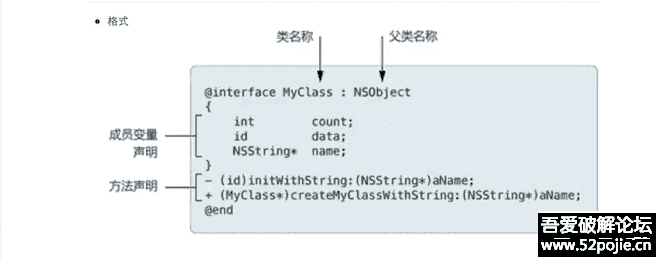 格式
类名称 父类名称
@interface MyClass : NSObject
{
int count;
id data;
NSString* name;
}
- (id)initWithString:(NSString*)aName;
+ (MyClass*)createMyClassWithString:(NSString*)aName;
@end
成员变量
声明
方法声明
吾爱破解论坛
www.52pojie.cn